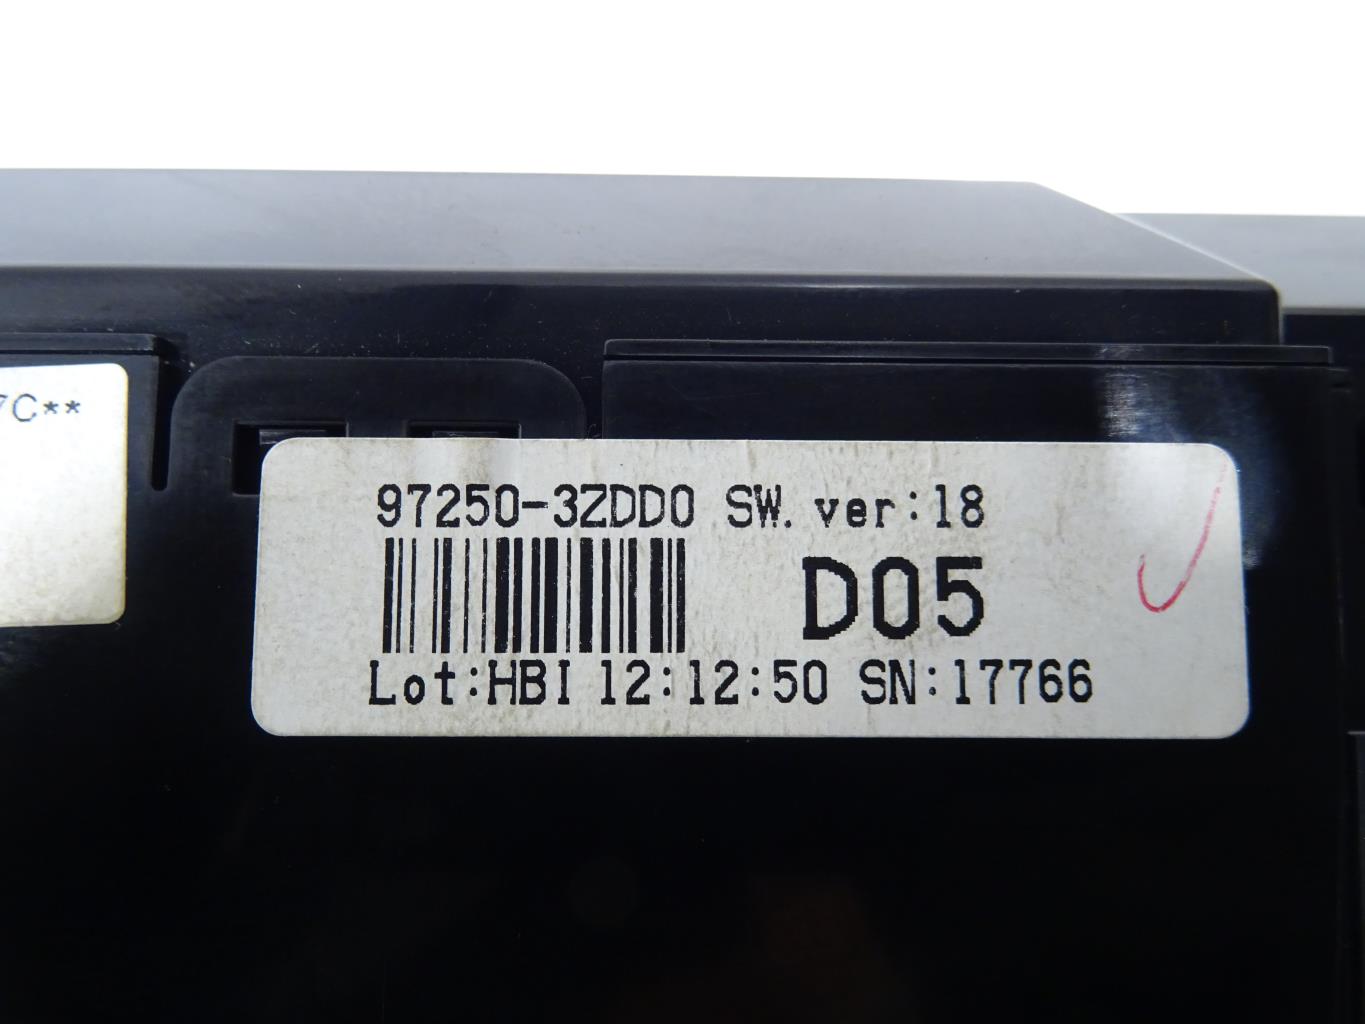 7C**
97250-3ZDD0 SW. ver:18
D05
Lot:HBI 12:12:50 SN:17766